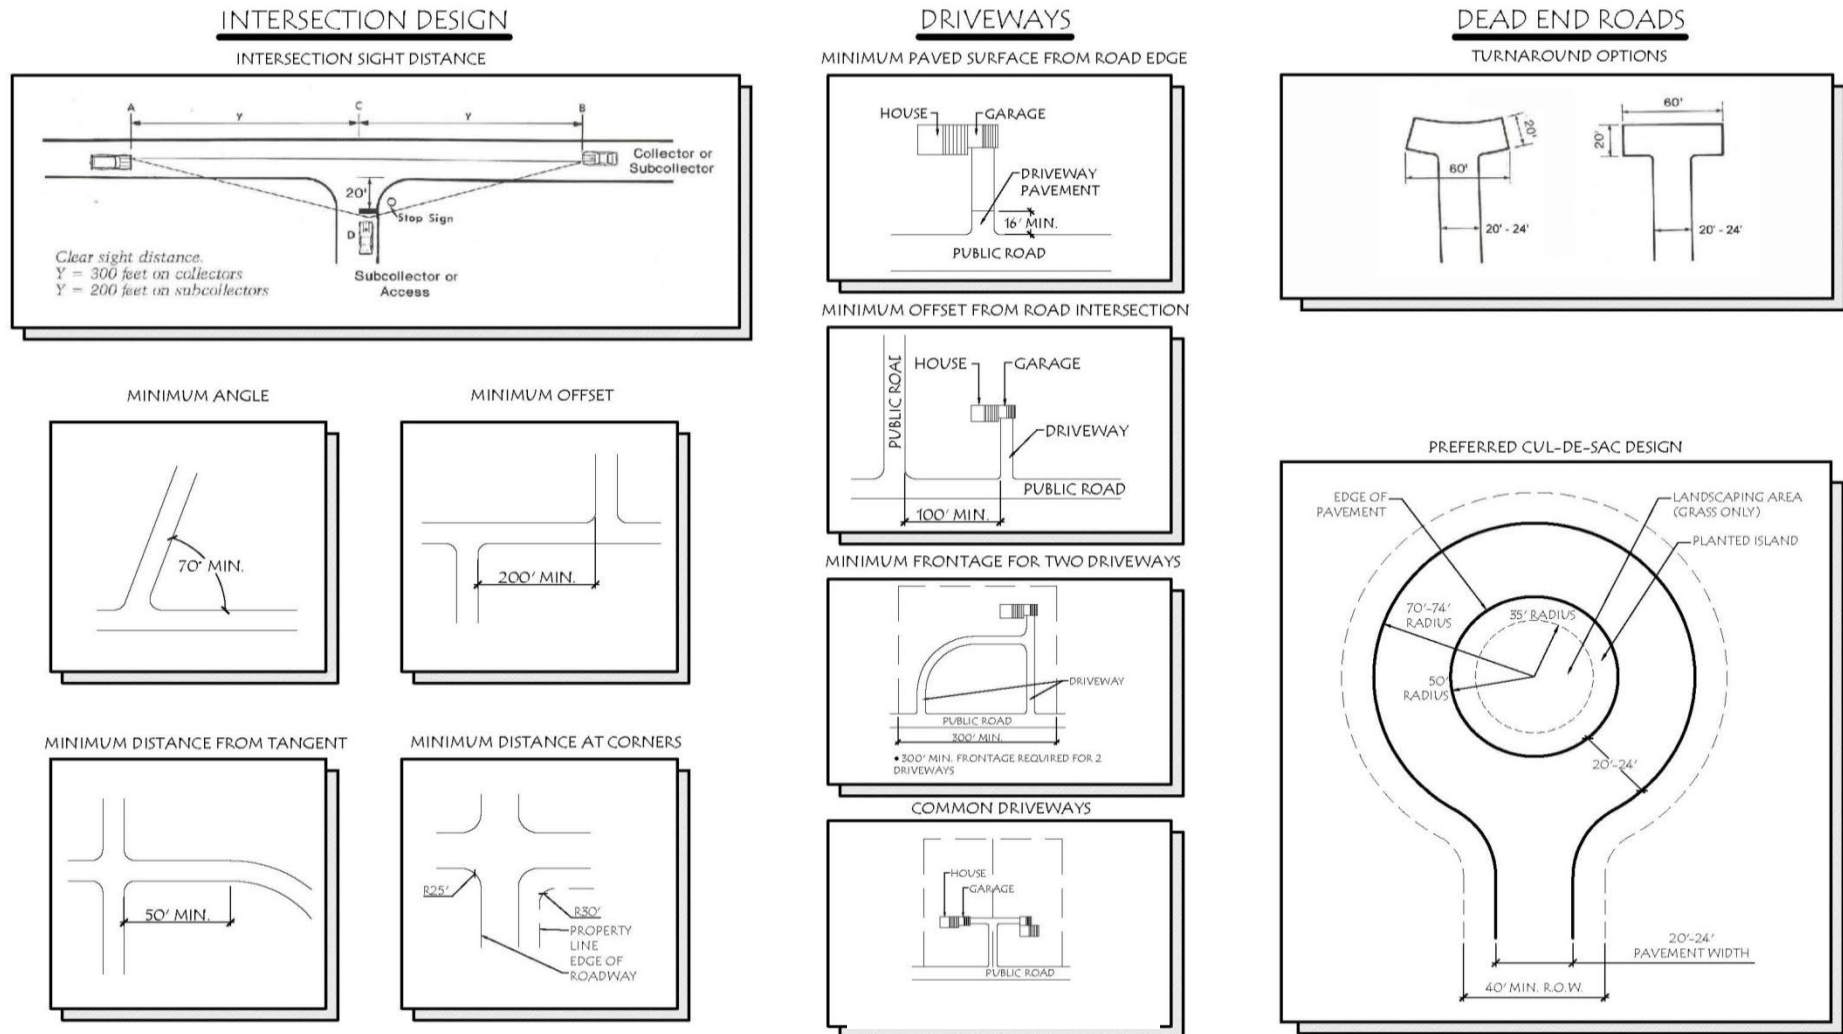 INTERSECTION DESIGN
INTERSECTION SIGHT DISTANCE
A
C
B
Y
Y
Collector or
Subcollector
20'
Stop Sign
D
Clear sight distance.
Y = 300 feet on collectors
Y = 200 feet on subcollectors
Subcollector or
Access
MINIMUM ANGLE
70° MIN.
MINIMUM OFFSET
200' MIN.
MINIMUM DISTANCE FROM TANGENT
50' MIN.
MINIMUM DISTANCE AT CORNERS
R25'
R30'
PROPERTY
LINE
EDGE OF
ROADWAY
DRIVEWAYS
MINIMUM PAVED SURFACE FROM ROAD EDGE
HOUSE
GARAGE
DRIVEWAY
PAVEMENT
16' MIN.
PUBLIC ROAD
MINIMUM OFFSET FROM ROAD INTERSECTION
PUBLIC ROAD
HOUSE
GARAGE
DRIVEWAY
PUBLIC ROAD
100' MIN.
MINIMUM FRONTAGE FOR TWO DRIVEWAYS
DRIVEWAY
PUBLIC ROAD
300' MIN.
• 300' MIN. FRONTAGE REQUIRED FOR 2
DRIVEWAYS
COMMON DRIVEWAYS
HOUSE
GARAGE
PUBLIC ROAD
DEAD END ROADS
TURNAROUND OPTIONS
20'
60'
20' - 24'
60'
20'
20' - 24'
PREFERRED CUL-DE-SAC DESIGN
EDGE OF
PAVEMENT
LANDSCAPING AREA
(GRASS ONLY)
PLANTED ISLAND
70'-74'
RADIUS
35' RADIUS
50'
RADIUS
20'-24'
20'-24'
PAVEMENT WIDTH
40' MIN. R.O.W.